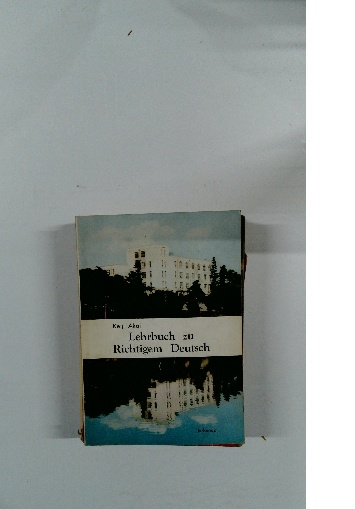 Keiji Akai
Lehrbuch zu
Richtigem Deutsch